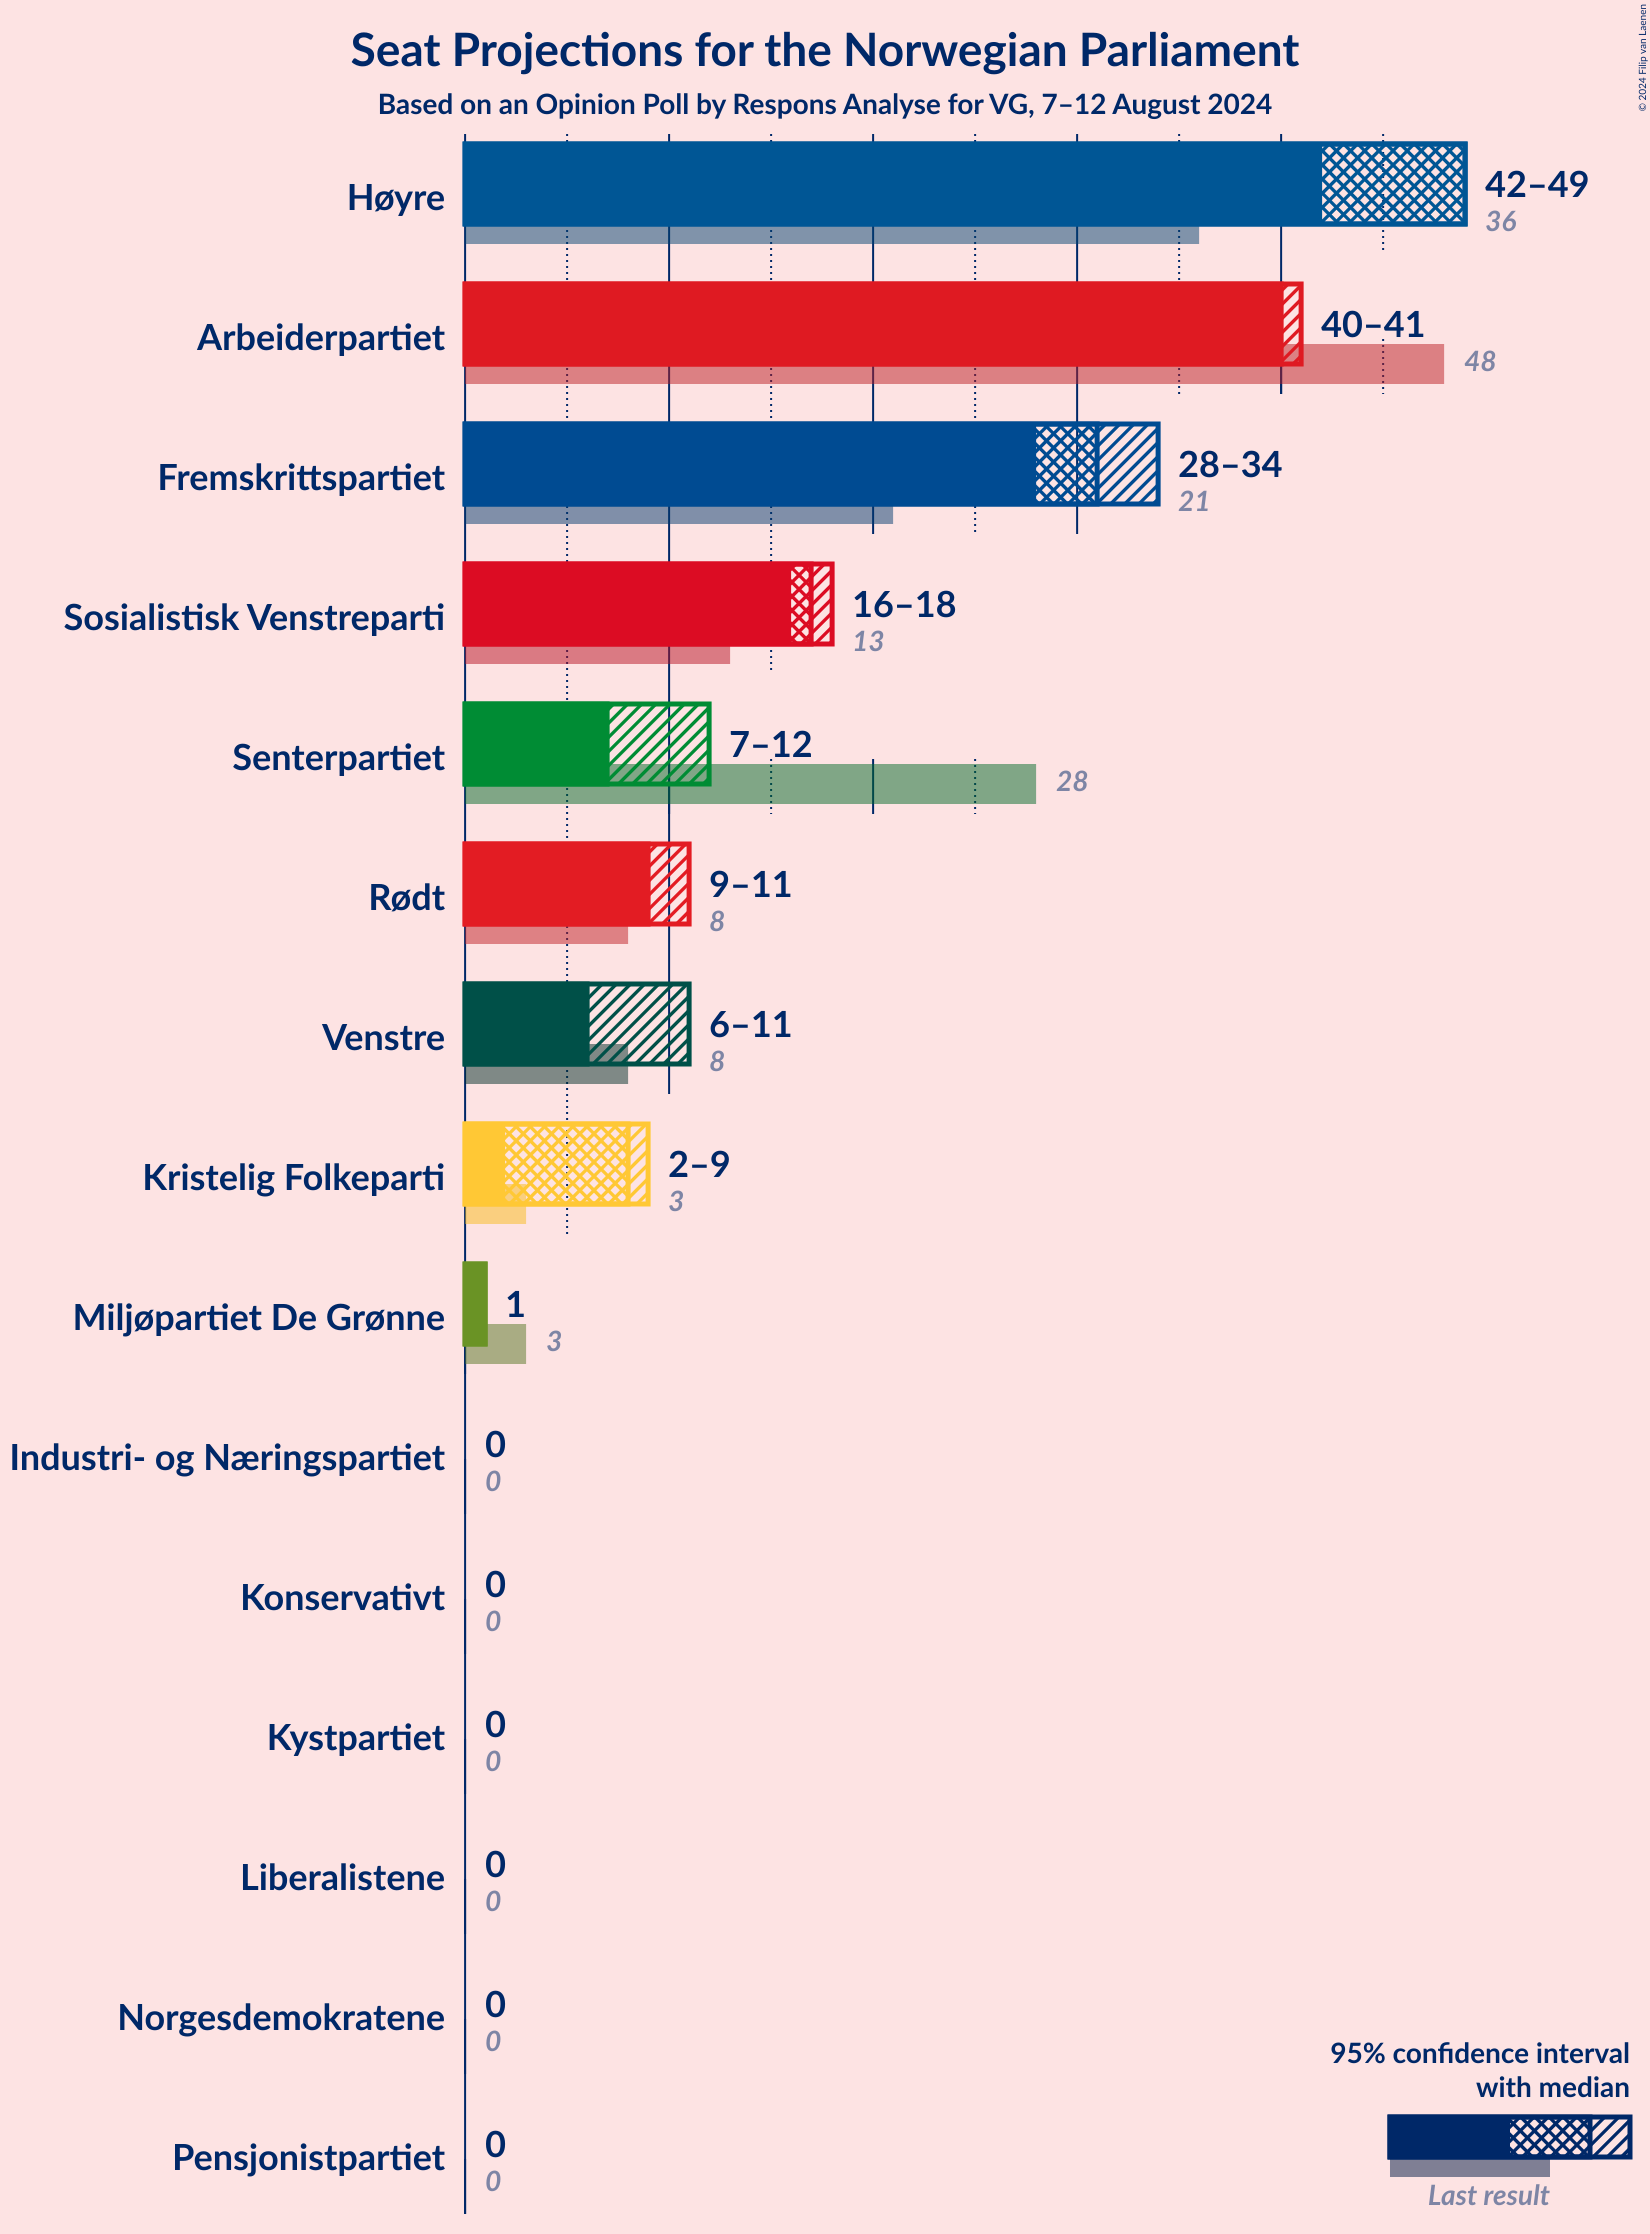 Seat Projections for the Norwegian Parliament
Based on an Opinion Poll by Respons Analyse for VG, 7–12 August 2024
© 2024 Filip van Laenen
Høyre
42–49
36
Arbeiderpartiet
40–41
48
Fremskrittspartiet
28–34
21
Sosialistisk Venstreparti
16–18
13
Senterpartiet
7–12
28
Rødt
9–11
8
Venstre
6–11
8
Kristelig Folkeparti
2–9
3
Miljøpartiet De Grønne
1
3
Industri- og Næringspartiet
0
0
Konservativt
0
0
Kystpartiet
0
0
Liberalistene
0
0
Norgesdemokratene
0
0
Pensjonistpartiet
0
0
95% confidence interval
with median
Last result